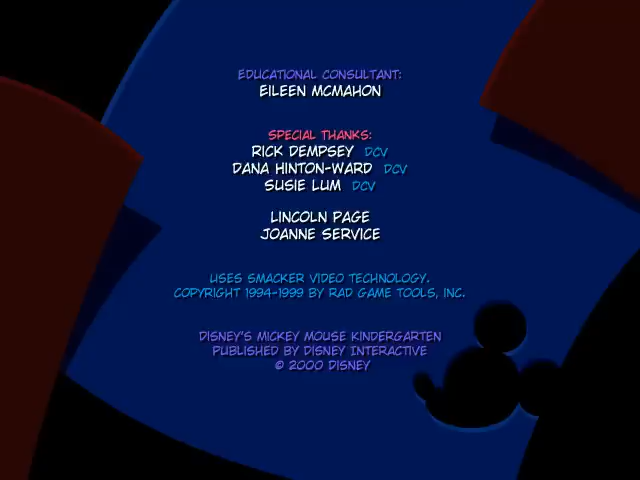 EDUCATIONAL CONSULTANT:
EILEEN MCMAHON
SPECIAL THANKS:
RICK DEMPSEY DCV
DANA HINTON-WARD DCV
SUSIE LUM DCV
LINCOLN PAGE
JOANNE SERVICE
USES SMACKER VIDEO TECHNOLOGY.
COPYRIGHT 1994-1999 BY RAD GAME TOOLS, INC.
DISNEY'S MICKEY MOUSE KINDERGARTEN
PUBLISHED BY DISNEY INTERACTIVE
© 2000 DISNEY